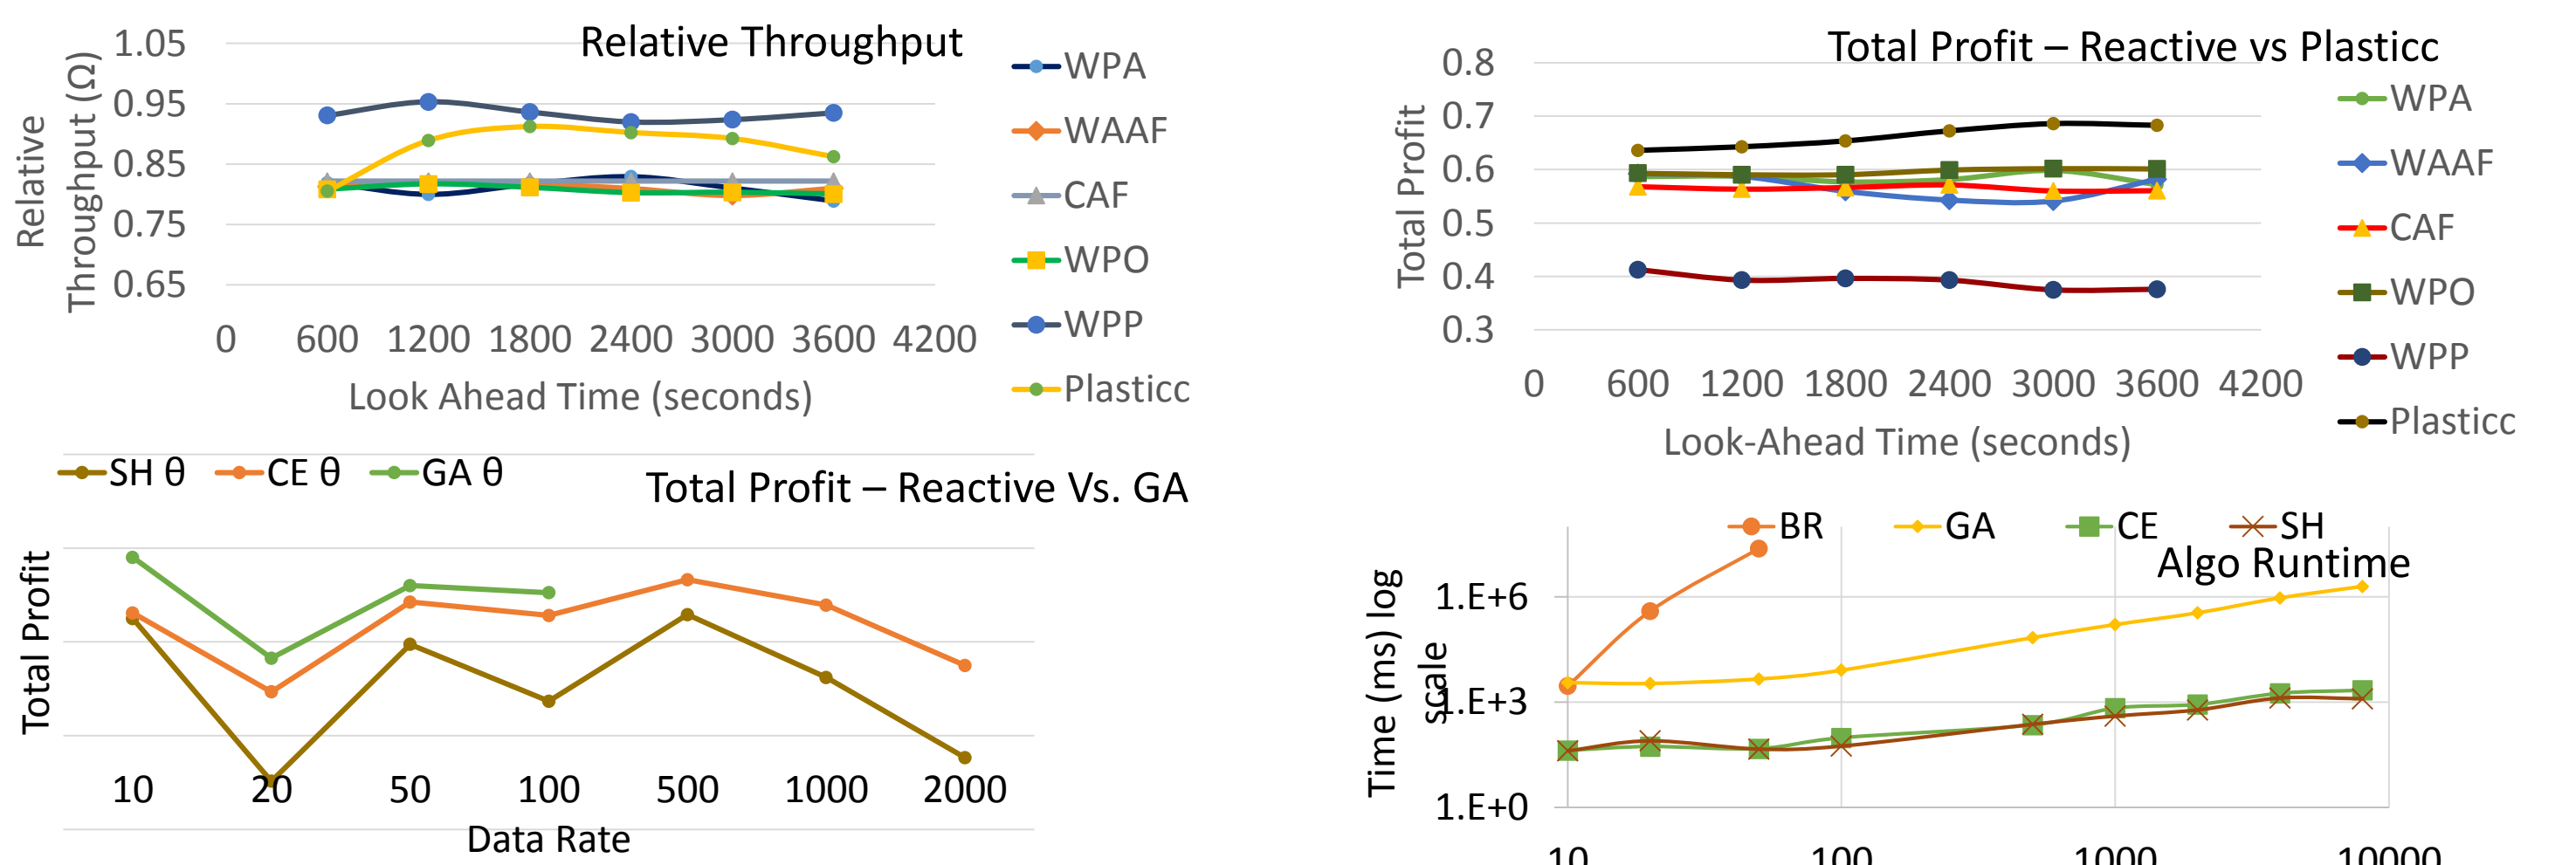 Relative Throughput
1.05
0.95
0.85
0.75
0.65
Relative
Throughput (Ω)
0 600 1200 1800 2400 3000 3600 4200
Look Ahead Time (seconds)
WPA
WAAF
CAF
WPO
WPP
Plasticc
Total Profit – Reactive vs Plasticc
0.8
0.7
0.6
0.5
0.4
0.3
Total Profit
0 600 1200 1800 2400 3000 3600 4200
Look-Ahead Time (seconds)
WPA
WAAF
CAF
WPO
WPP
Plasticc
SH θ CE θ GA θ
Total Profit – Reactive Vs. GA
Total Profit
10 20 50 100 500 1000 2000
Data Rate
BR GA CE SH
Algo Runtime
Time (ms) log
scale
1.E+6
1.E+3
1.E+0
10 100 1000 10000